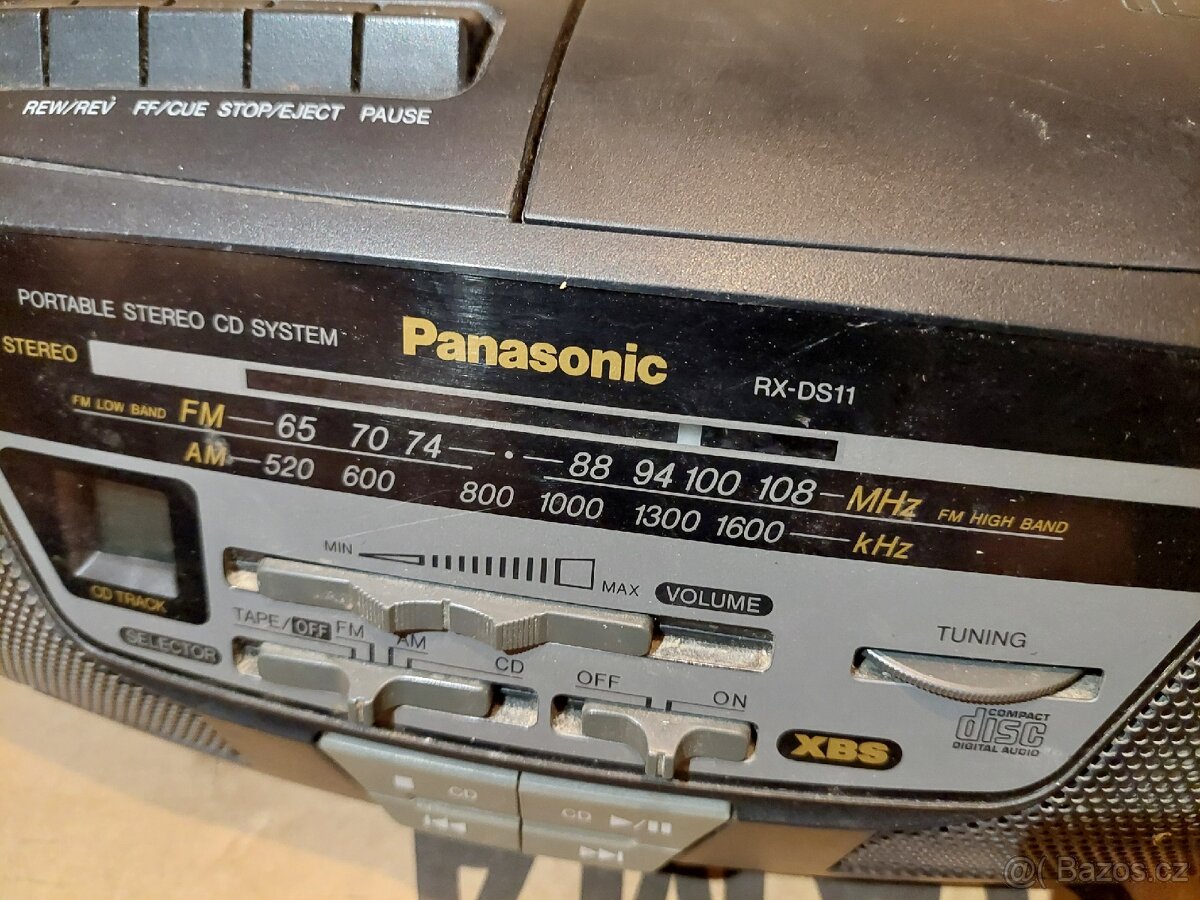 REW/REV FF/CUE STOP/EJECT PAUSE
PORTABLE STEREO CD SYSTEM Panasonic RX-DS11
STEREO
FM LOW BAND FM 65 70 74 • 88 94 100 108 MHz FM HIGH BAND
AM 520 600 800 1000 1300 1600 kHz
MIN MAX VOLUME
CD TRACK
SELECTOR TAPE/OFF FM AM CD
OFF ON XBS
TUNING
COMPACT
disc
DIGITAL AUDIO
CD
CD
@( Bazos.cz